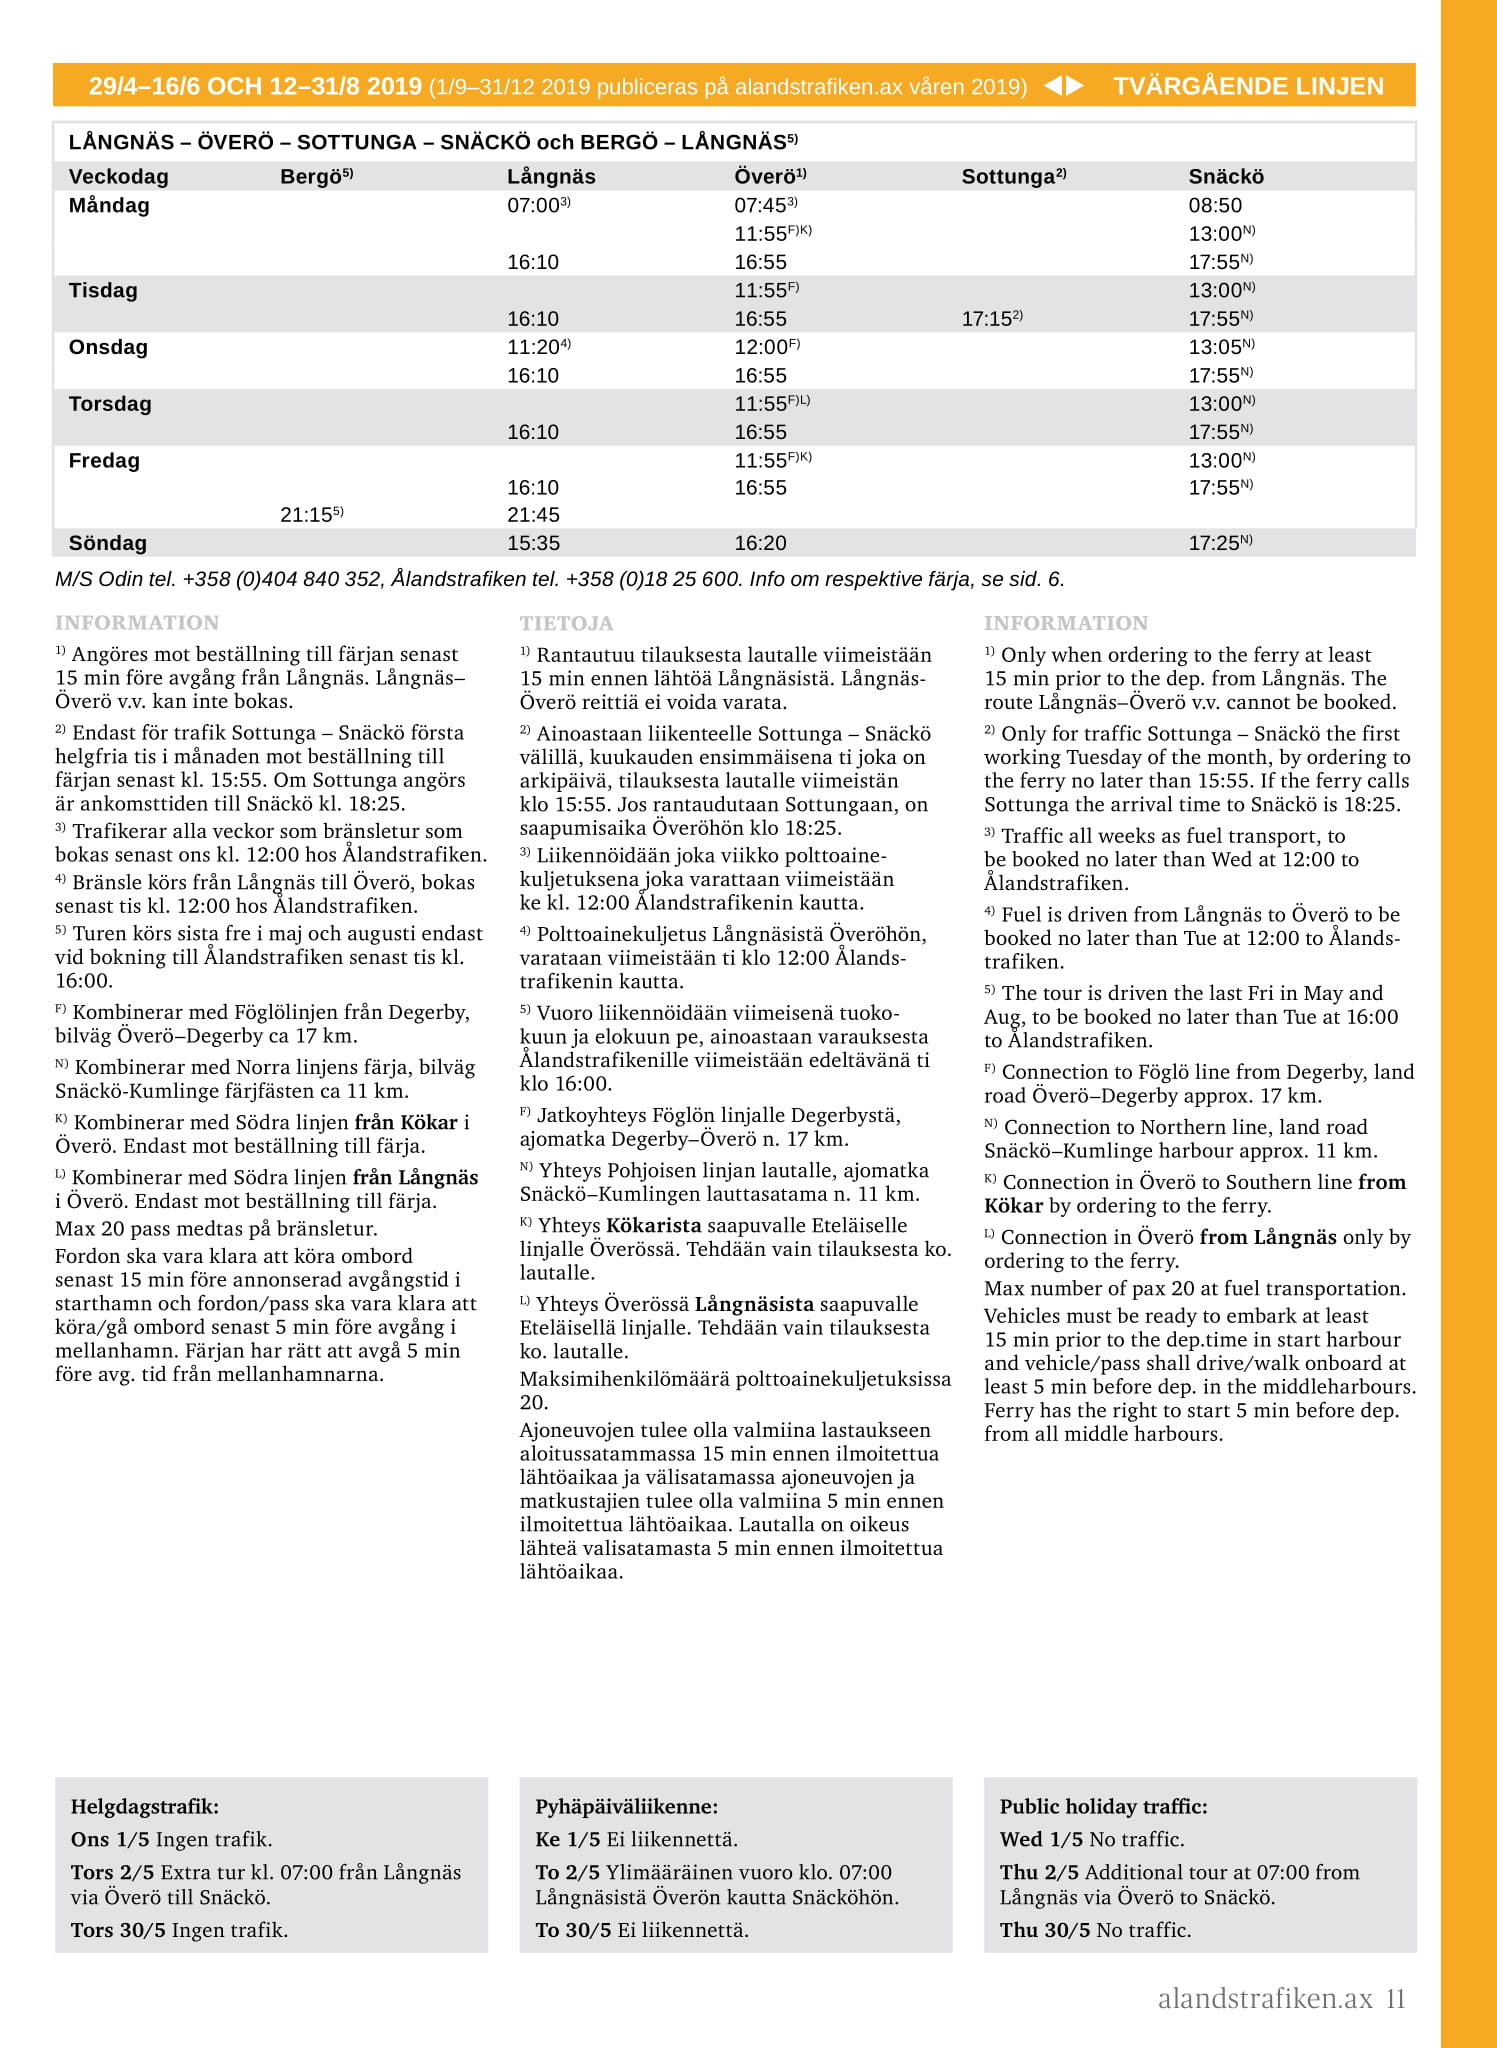 29/4–16/6 OCH 12–31/8 2019 (1/9–31/12 2019 publiceras på alandstrafiken.ax våren 2019) ◀▶ TVÄRGÅENDE LINJEN
LÅNGNÄS – ÖVERÖ – SOTTUNGA – SNÄCKÖ och BERGÖ – LÅNGNÄS5)
Veckodag Bergö5) Långnäs Överö1) Sottunga2) Snäckö
Måndag 07:003) 07:453) 08:50
11:55F)K) 13:00N)
16:10 16:55 17:55N)
Tisdag 11:55F) 13:00N)
16:10 16:55 17:152) 17:55N)
Onsdag 11:204) 12:00F) 13:05N)
16:10 16:55 17:55N)
Torsdag 11:55F)L) 13:00N)
16:10 16:55 17:55N)
Fredag 11:55F)K) 13:00N)
16:10 16:55 17:55N)
21:155) 21:45
Söndag 15:35 16:20 17:25N)
M/S Odin tel. +358 (0)404 840 352, Ålandstrafiken tel. +358 (0)18 25 600. Info om respektive färja, se sid. 6.
INFORMATION
1) Angöres mot beställning till färjan senast
15 min före avgång från Långnäs. Långnäs–
Överö v.v. kan inte bokas.
2) Endast för trafik Sottunga – Snäckö första
helgfria tis i månaden mot beställning till
färjan senast kl. 15:55. Om Sottunga angörs
är ankomsttiden till Snäckö kl. 18:25.
3) Trafikerar alla veckor som bränsletur som
bokas senast ons kl. 12:00 hos Ålandstrafiken.
4) Bränsle körs från Långnäs till Överö, bokas
senast tis kl. 12:00 hos Ålandstrafiken.
5) Turen körs sista fre i maj och augusti endast
vid bokning till Ålandstrafiken senast tis kl.
16:00.
F) Kombinerar med Föglölinjen från Degerby,
bilväg Överö–Degerby ca 17 km.
N) Kombinerar med Norra linjens färja, bilväg
Snäckö-Kumlinge färjfästen ca 11 km.
K) Kombinerar med Södra linjen från Kökar i
Överö. Endast mot beställning till färja.
L) Kombinerar med Södra linjen från Långnäs
i Överö. Endast mot beställning till färja.
Max 20 pass medtas på bränsletur.
Fordon ska vara klara att köra ombord
senast 15 min före annonserad avgångstid i
starthamn och fordon/pass ska vara klara att
köra/gå ombord senast 5 min före avgång i
mellanhamn. Färjan har rätt att avgå 5 min
före avg. tid från mellanhamnarna.
TIETOJA
1) Rantautuu tilauksesta lautalle viimeistään
15 min ennen lähtöä Långnäsistä. Långnäs-
Överö reittiä ei voida varata.
2) Ainoastaan liikenteelle Sottunga – Snäckö
välillä, kuukauden ensimmäisena ti joka on
arkipäivä, tilauksesta lautalle viimeistän
klo 15:55. Jos rantaudutaan Sottungaan, on
saapumisaika Överöhön klo 18:25.
3) Liikennöidään joka viikko polttoaine-
kuljetuksena joka varattaan viimeistään
ke kl. 12:00 Ålandstrafikenin kautta.
4) Polttoainekuljetus Långnäsistä Överöhön,
varataan viimeistään ti klo 12:00 Ålands-
trafikenin kautta.
5) Vuoro liikennöidään viimeisenä tuoko-
kuun ja elokuun pe, ainoastaan varauksesta
Ålandstrafikenille viimeistään edeltävänä ti
klo 16:00.
F) Jatkoyhteys Föglön linjalle Degerbystä,
ajomatka Degerby–Överö n. 17 km.
N) Yhteys Pohjoisen linjan lautalle, ajomatka
Snäckö–Kumlingen lauttasatama n. 11 km.
K) Yhteys Kökarista saapuvalle Eteläiselle
linjalle Överössä. Tehdään vain tilauksesta ko.
lautalle.
L) Yhteys Överössä Långnäsista saapuvalle
Eteläisellä linjalle. Tehdään vain tilauksesta
ko. lautalle.
Maksimihenkilömäärä polttoainekuljetuksissa
20.
Ajoneuvojen tulee olla valmiina lastaukseen
aloitussatammassa 15 min ennen ilmoitettua
lähtöaikaa ja välisatamassa ajoneuvojen ja
matkustajien tulee olla valmiina 5 min ennen
ilmoitettua lähtöaikaa. Lautalla on oikeus
lähteä valisatamasta 5 min ennen ilmoitettua
lähtöaikaa.
INFORMATION
1) Only when ordering to the ferry at least
15 min prior to the dep. from Långnäs. The
route Långnäs–Överö v.v. cannot be booked.
2) Only for traffic Sottunga – Snäckö the first
working Tuesday of the month, by ordering to
the ferry no later than 15:55. If the ferry calls
Sottunga the arrival time to Snäckö is 18:25.
3) Traffic all weeks as fuel transport, to
be booked no later than Wed at 12:00 to
Ålandstrafiken.
4) Fuel is driven from Långnäs to Överö to be
booked no later than Tue at 12:00 to Ålands-
trafiken.
5) The tour is driven the last Fri in May and
Aug, to be booked no later than Tue at 16:00
to Ålandstrafiken.
F) Connection to Föglö line from Degerby, land
road Överö–Degerby approx. 17 km.
N) Connection to Northern line, land road
Snäckö–Kumlinge harbour approx. 11 km.
K) Connection in Överö to Southern line from
Kökar by ordering to the ferry.
L) Connection in Överö from Långnäs only by
ordering to the ferry.
Max number of pax 20 at fuel transportation.
Vehicles must be ready to embark at least
15 min prior to the dep.time in start harbour
and vehicle/pass shall drive/walk onboard at
least 5 min before dep. in the middleharbours.
Ferry has the right to start 5 min before dep.
from all middle harbours.
Helgdagstrafik:
Ons 1/5 Ingen trafik.
Tors 2/5 Extra tur kl. 07:00 från Långnäs
via Överö till Snäckö.
Tors 30/5 Ingen trafik.
Pyhäpäiväliikenne:
Ke 1/5 Ei liikennettä.
To 2/5 Ylimääräinen vuoro klo. 07:00
Långnäsistä Överön kautta Snäcköhön.
To 30/5 Ei liikennettä.
Public holiday traffic:
Wed 1/5 No traffic.
Thu 2/5 Additional tour at 07:00 from
Långnäs via Överö to Snäckö.
Thu 30/5 No traffic.
alandstrafiken.ax 11